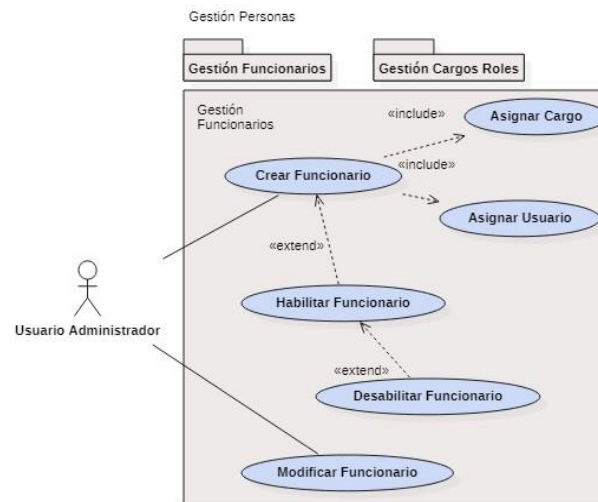 Gestión Personas
Gestión Funcionarios
Gestión Cargos Roles
Gestión
Funcionarios
«include»
Asignar Cargo
«include»
Crear Funcionario
Asignar Usuario
«extend»
Habilitar Funcionario
Usuario Administrador
«extend»
Desabilitar Funcionario
Modificar Funcionario